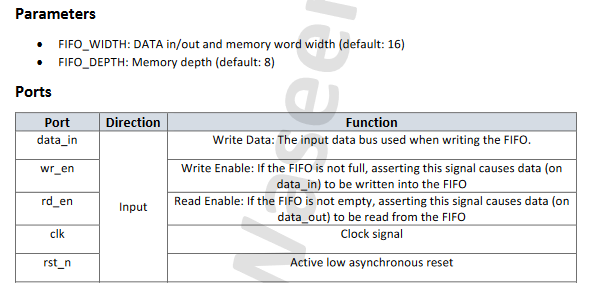 Parameters
• FIFO_WIDTH: DATA in/out and memory word width (default: 16)
• FIFO_DEPTH: Memory depth (default: 8)
Ports
Port Direction Function
data_in Write Data: The input data bus used when writing the FIFO.
wr_en Write Enable: If the FIFO is not full, asserting this signal causes data (on
data_in) to be written into the FIFO
rd_en Read Enable: If the FIFO is not empty, asserting this signal causes data (on
data_out) to be read from the FIFO
Input
clk Clock signal
rst_n Active low asynchronous reset
Waseel